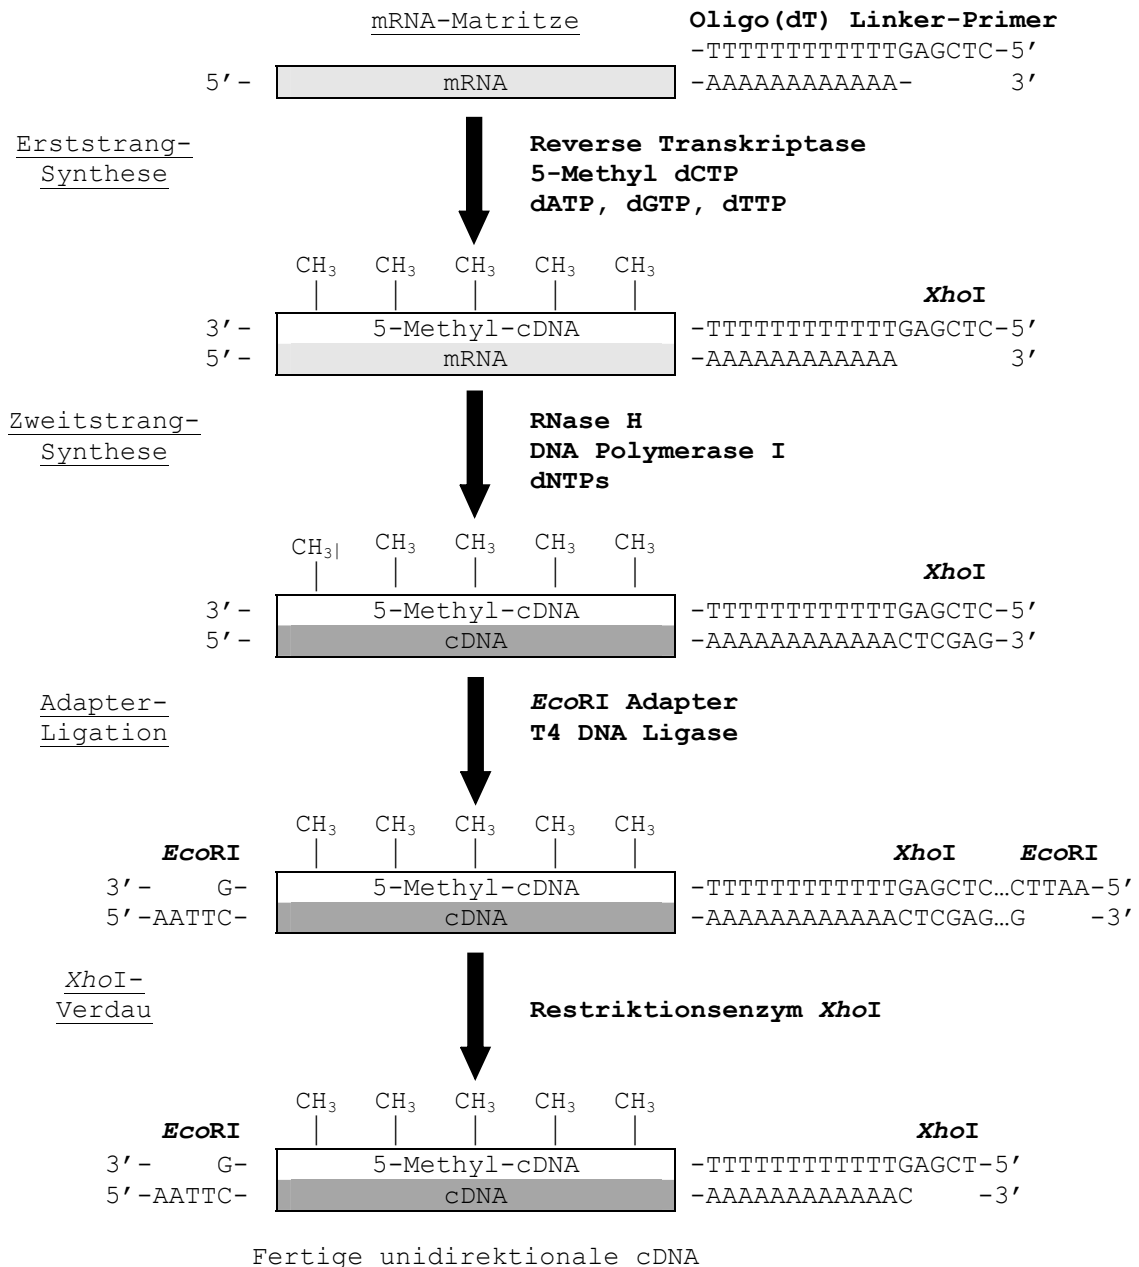 mRNA-Matritze Oligo(dT) Linker-Primer
-TTTTTTTTTTTTGAGCTC-5′
5′- mRNA -AAAAAAAAAAAA- 3′
Erststrang-
Synthese
Reverse Transkriptase
5-Methyl dCTP
dATP, dGTP, dTTP
CH₃ CH₃ CH₃ CH₃ CH₃
XhoI
3′- 5-Methyl-cDNA -TTTTTTTTTTTTGAGCTC-5′
5′- mRNA -AAAAAAAAAAAA 3′
Zweitstrang-
Synthese
RNase H
DNA Polymerase I
dNTPs
CH₃| CH₃ CH₃ CH₃ CH₃
XhoI
3′- 5-Methyl-cDNA -TTTTTTTTTTTTGAGCTC-5′
5′- cDNA -AAAAAAAAAAAACTCGAG-3′
Adapter-
Ligation
EcoRI Adapter
T4 DNA Ligase
CH₃ CH₃ CH₃ CH₃ CH₃
EcoRI XhoI EcoRI
3′- G- 5-Methyl-cDNA -TTTTTTTTTTTTGAGCTC…CTTAA-5′
5′-AATTC- cDNA -AAAAAAAAAAAACTCGAG…G -3′
XhoI-
Verdau
Restriktionsenzym XhoI
CH₃ CH₃ CH₃ CH₃ CH₃
EcoRI XhoI
3′- G- 5-Methyl-cDNA -TTTTTTTTTTTTGAGCT-5′
5′-AATTC- cDNA -AAAAAAAAAAAAC -3′
Fertige unidirektionale cDNA